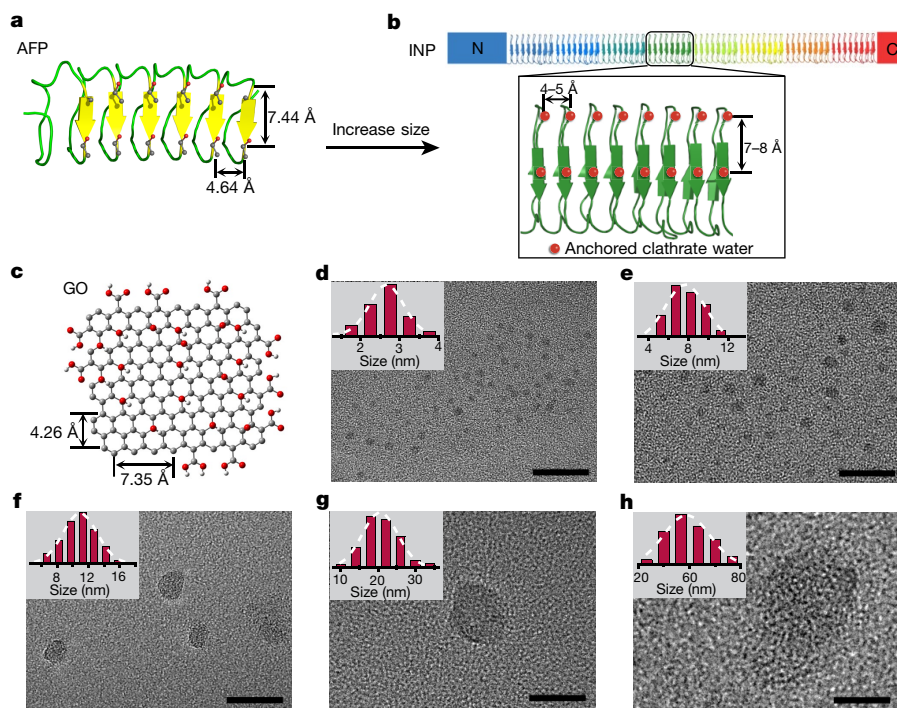 a
AFP
7.44 Å
4.64 Å
Increase size
b
INP
N
C
4–5 Å
7–8 Å
Anchored clathrate water
c
GO
4.26 Å
7.35 Å
d
2 3 4
Size (nm)
e
4 8 12
Size (nm)
f
8 12 16
Size (nm)
g
10 20 30
Size (nm)
h
20 40 60 80
Size (nm)